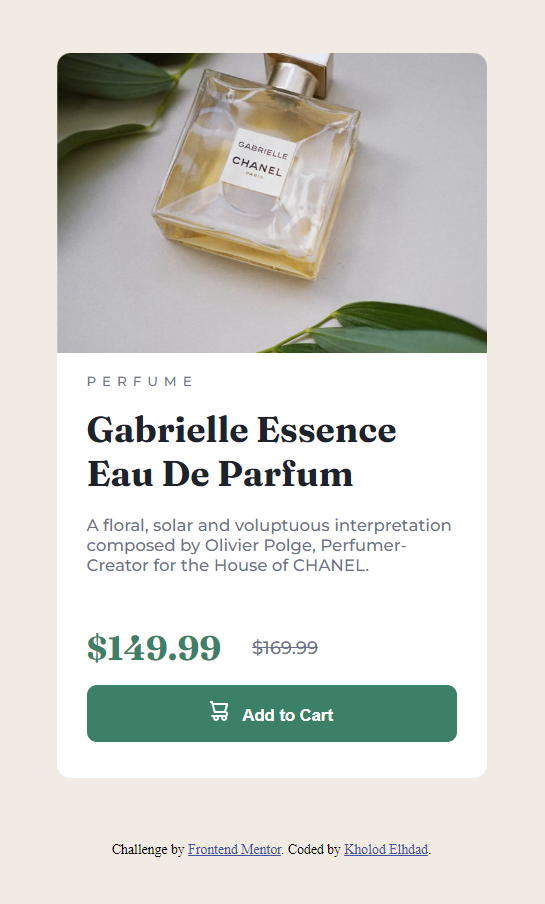 GABRIELLE
CHANEL
PARIS
PERFUME
Gabrielle Essence
Eau De Parfum
A floral, solar and voluptuous interpretation
composed by Olivier Polge, Perfumer-
Creator for the House of CHANEL.
$149.99 $169.99
Add to Cart
Challenge by Frontend Mentor. Coded by Kholod Elhdad.